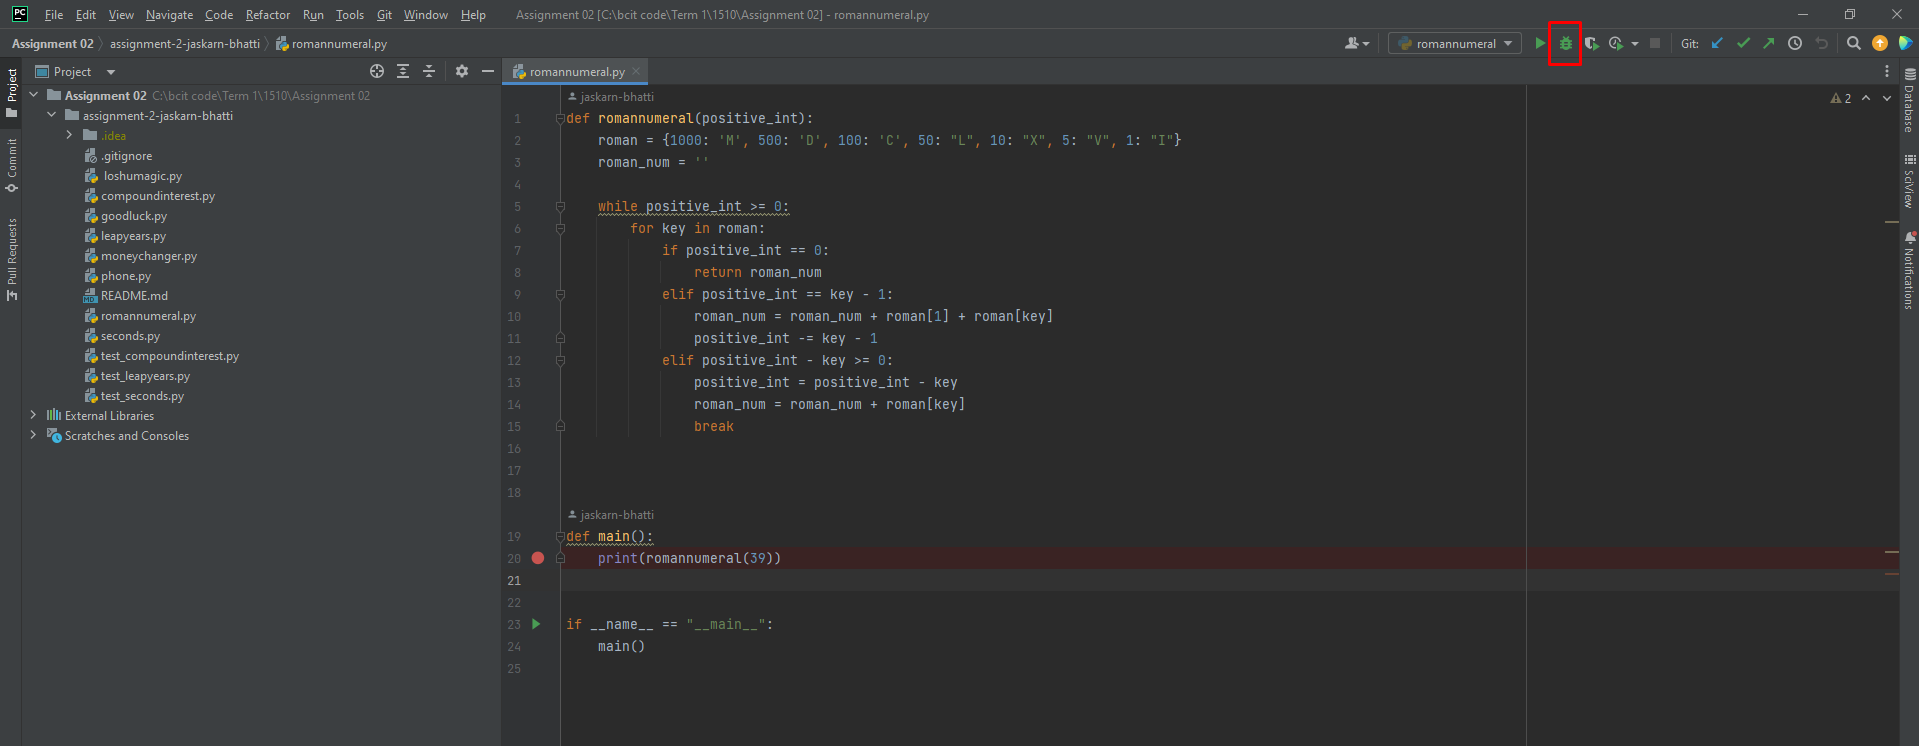 PC File Edit View Navigate Code Refactor Run Tools Git Window Help Assignment 02 [C:\bcit code\Term 1\1510\Assignment 02] - romannumeral.py
Assignment 02 assignment-2-jaskarn-bhatti romannumeral.py romannumeral Git:
Project
romannumeral.py
Project
Commit
Pull Requests
Assignment 02 C:\bcit code\Term 1\1510\Assignment 02
assignment-2-jaskarn-bhatti
.idea
.gitignore
loshumagic.py
compoundinterest.py
goodluck.py
leapyears.py
moneychanger.py
phone.py
MD README.md
romannumeral.py
seconds.py
test_compoundinterest.py
test_leapyears.py
test_seconds.py
External Libraries
Scratches and Consoles
jaskarn-bhatti
2
1 def romannumeral(positive_int):
2 roman = {1000: 'M', 500: 'D', 100: 'C', 50: "L", 10: "X", 5: "V", 1: "I"}
3 roman_num = ''
4
5 while positive_int >= 0:
6 for key in roman:
7 if positive_int == 0:
8 return roman_num
9 elif positive_int == key - 1:
10 roman_num = roman_num + roman[1] + roman[key]
11 positive_int -= key - 1
12 elif positive_int - key >= 0:
13 positive_int = positive_int - key
14 roman_num = roman_num + roman[key]
15 break
16
17
18
jaskarn-bhatti
19 def main():
20 print(romannumeral(39))
21
22
23 if __name__ == "__main__":
24 main()
25
Database
SciView
Notifications